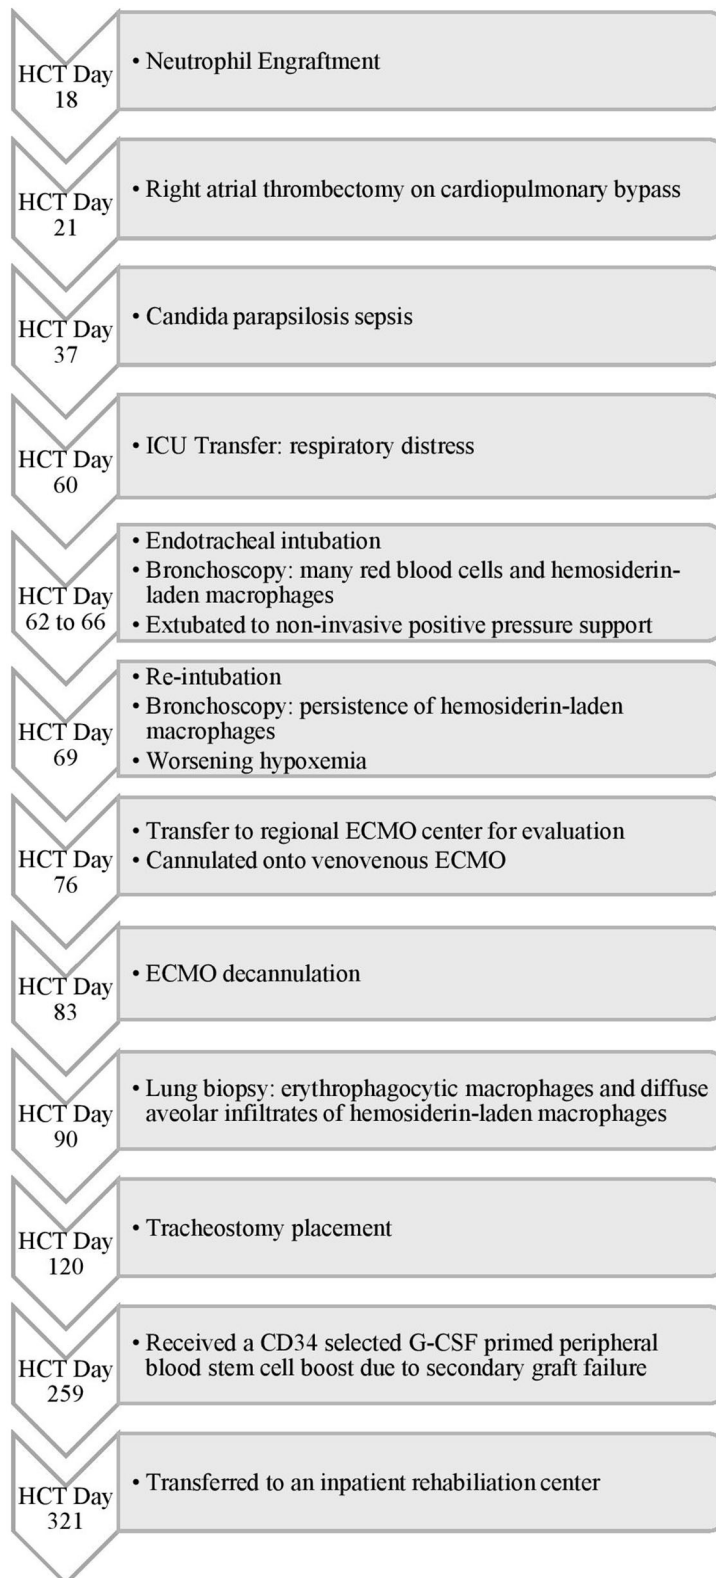 HCT Day
18
• Neutrophil Engraftment
HCT Day
21
• Right atrial thrombectomy on cardiopulmonary bypass
HCT Day
37
• Candida parapsilosis sepsis
HCT Day
60
• ICU Transfer: respiratory distress
HCT Day
62 to 66
• Endotracheal intubation
• Bronchoscopy: many red blood cells and hemosiderin-
laden macrophages
• Extubated to non-invasive positive pressure support
HCT Day
69
• Re-intubation
• Bronchoscopy: persistence of hemosiderin-laden
macrophages
• Worsening hypoxemia
HCT Day
76
• Transfer to regional ECMO center for evaluation
• Cannulated onto venovenous ECMO
HCT Day
83
• ECMO decannulation
HCT Day
90
• Lung biopsy: erythrophagocytic macrophages and diffuse
aveolar infiltrates of hemosiderin-laden macrophages
HCT Day
120
• Tracheostomy placement
HCT Day
259
• Received a CD34 selected G-CSF primed peripheral
blood stem cell boost due to secondary graft failure
HCT Day
321
• Transferred to an inpatient rehabiliation center